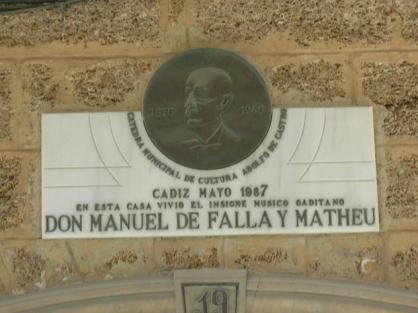 1876 1946
CATEDRA MUNICIPAL DE CULTURA ADOLFO DE CASTRO
CADIZ MAYO 1987
EN ESTA CASA VIVIO EL INSIGNE MUSICO GADITANO
DON MANUEL DE FALLA Y MATHEU
19